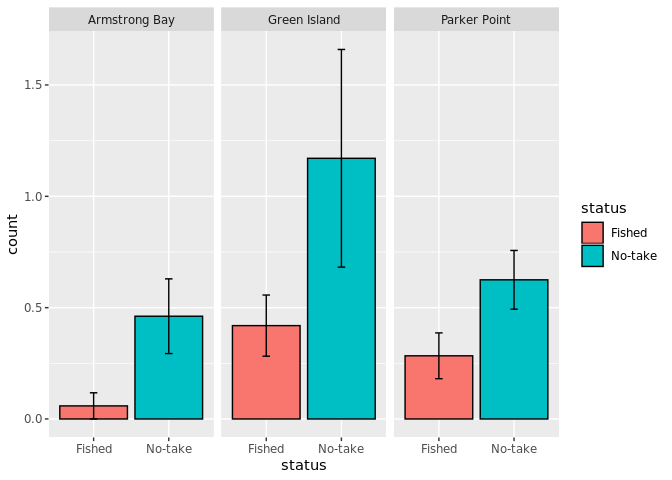 Armstrong Bay
Green Island
Parker Point
count
1.5
1.0
0.5
0.0
Fished
No-take
Fished
No-take
Fished
No-take
status
status
Fished
No-take